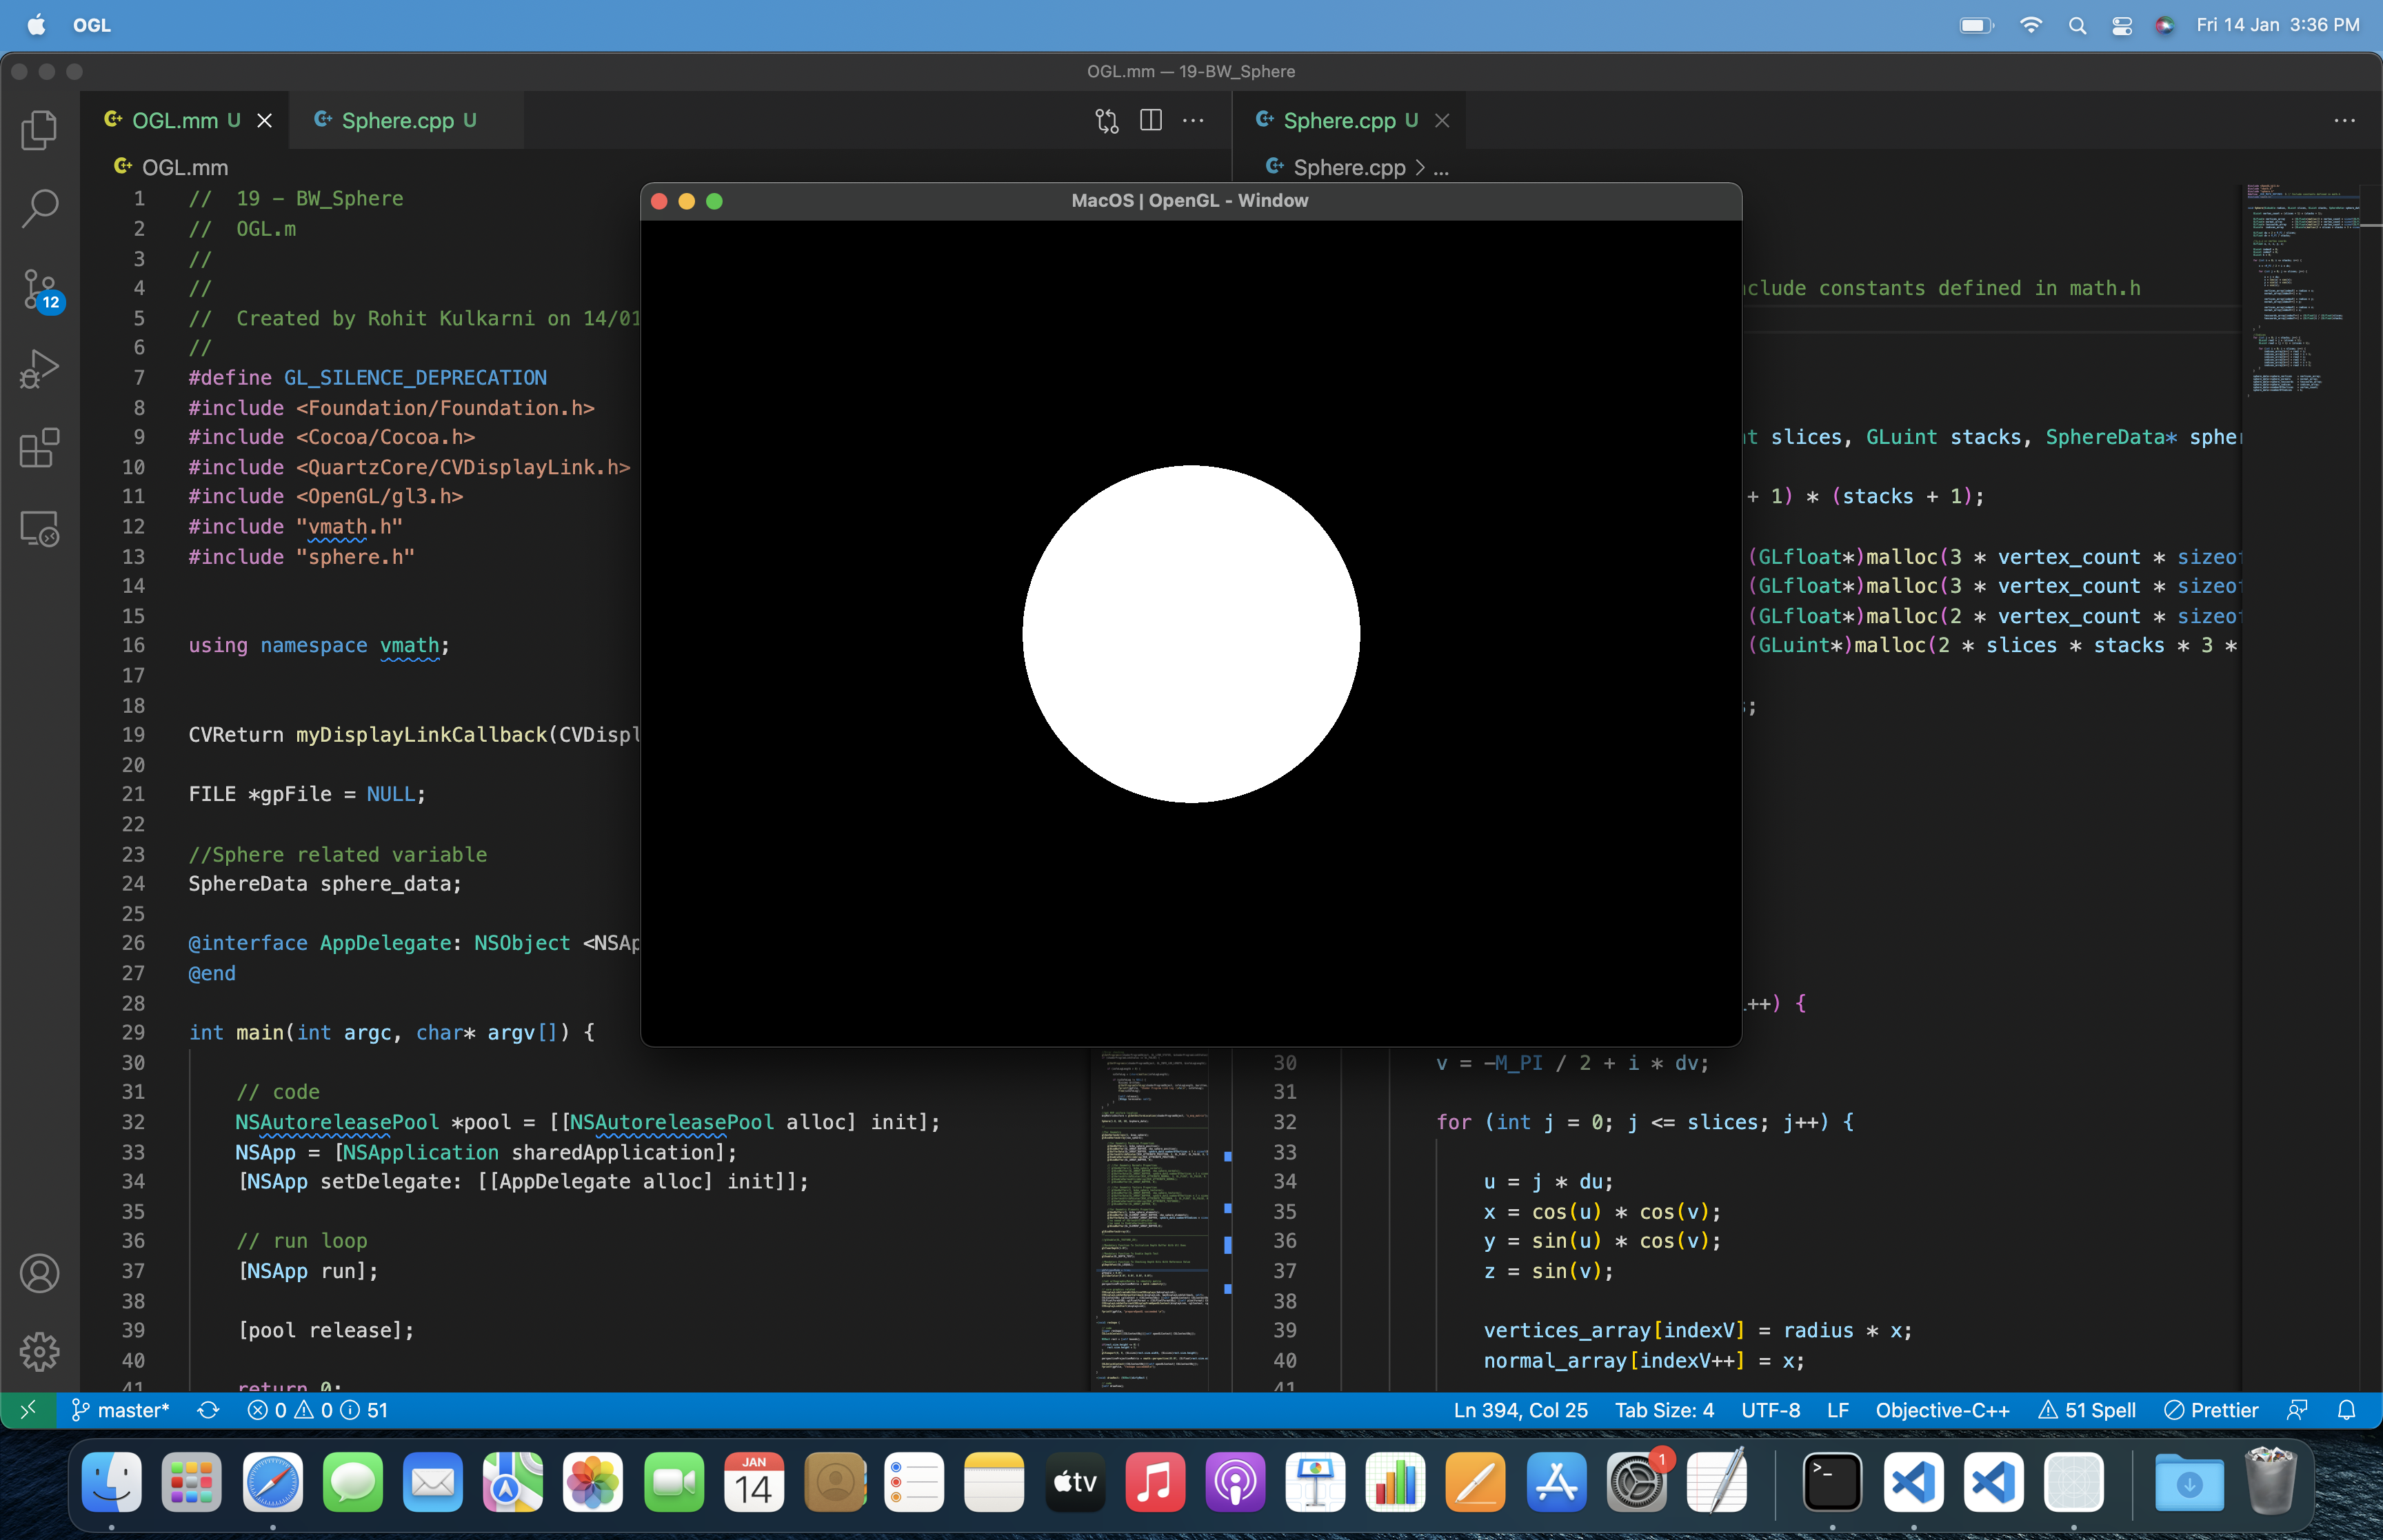 OGL
Fri 14 Jan 3:36 PM
OGL.mm — 19-BW_Sphere
OGL.mm U
Sphere.cpp U
Sphere.cpp U
OGL.mm
Sphere.cpp > ...
MacOS | OpenGL - Window
1 // 19 - BW_Sphere
2 // OGL.m
3 //
4 //
5 // Created by Rohit Kulkarni on 14/01
6 //
7 #define GL_SILENCE_DEPRECATION
8 #include <Foundation/Foundation.h>
9 #include <Cocoa/Cocoa.h>
10 #include <QuartzCore/CVDisplayLink.h>
11 #include <OpenGL/gl3.h>
12 #include "vmath.h"
13 #include "sphere.h"
14
15
16 using namespace vmath;
17
18
19 CVReturn myDisplayLinkCallback(CVDispl
20
21 FILE *gpFile = NULL;
22
23 //Sphere related variable
24 SphereData sphere_data;
25
26 @interface AppDelegate: NSObject <NSAp
27 @end
28
29 int main(int argc, char* argv[]) {
30
31 // code
32 NSAutoreleasePool *pool = [[NSAutoreleasePool alloc] init];
33 NSApp = [NSApplication sharedApplication];
34 [NSApp setDelegate: [[AppDelegate alloc] init]];
35
36 // run loop
37 [NSApp run];
38
39 [pool release];
40
41 return 0;
nclude constants defined in math.h
nt slices, GLuint stacks, SphereData* spher
+ 1) * (stacks + 1);
(GLfloat*)malloc(3 * vertex_count * sizeof
(GLfloat*)malloc(3 * vertex_count * sizeof
(GLfloat*)malloc(2 * vertex_count * sizeof
(GLuint*)malloc(2 * slices * stacks * 3 *
;
++) {
30 v = -M_PI / 2 + i * dv;
31
32 for (int j = 0; j <= slices; j++) {
33
34 u = j * du;
35 x = cos(u) * cos(v);
36 y = sin(u) * cos(v);
37 z = sin(v);
38
39 vertices_array[indexV] = radius * x;
40 normal_array[indexV++] = x;
41
12
master* 0 0 51
Ln 394, Col 25 Tab Size: 4 UTF-8 LF Objective-C++ 51 Spell Prettier
JAN
14
tv
1
>_